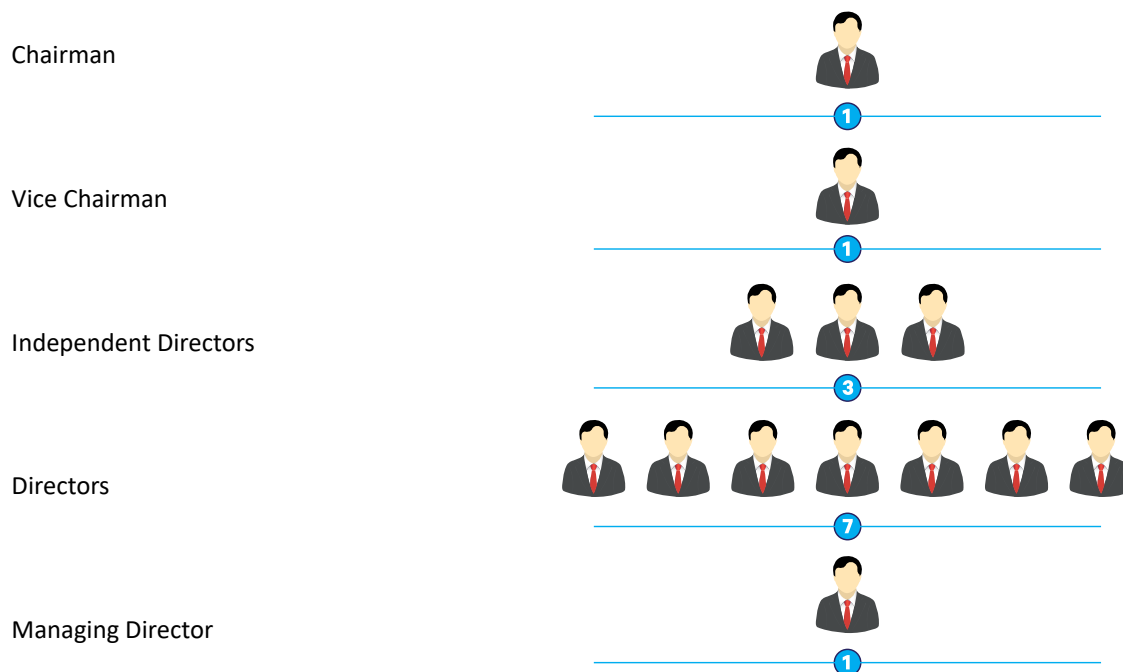 Chairman
1
Vice Chairman
1
Independent Directors
3
Directors
7
Managing Director
1